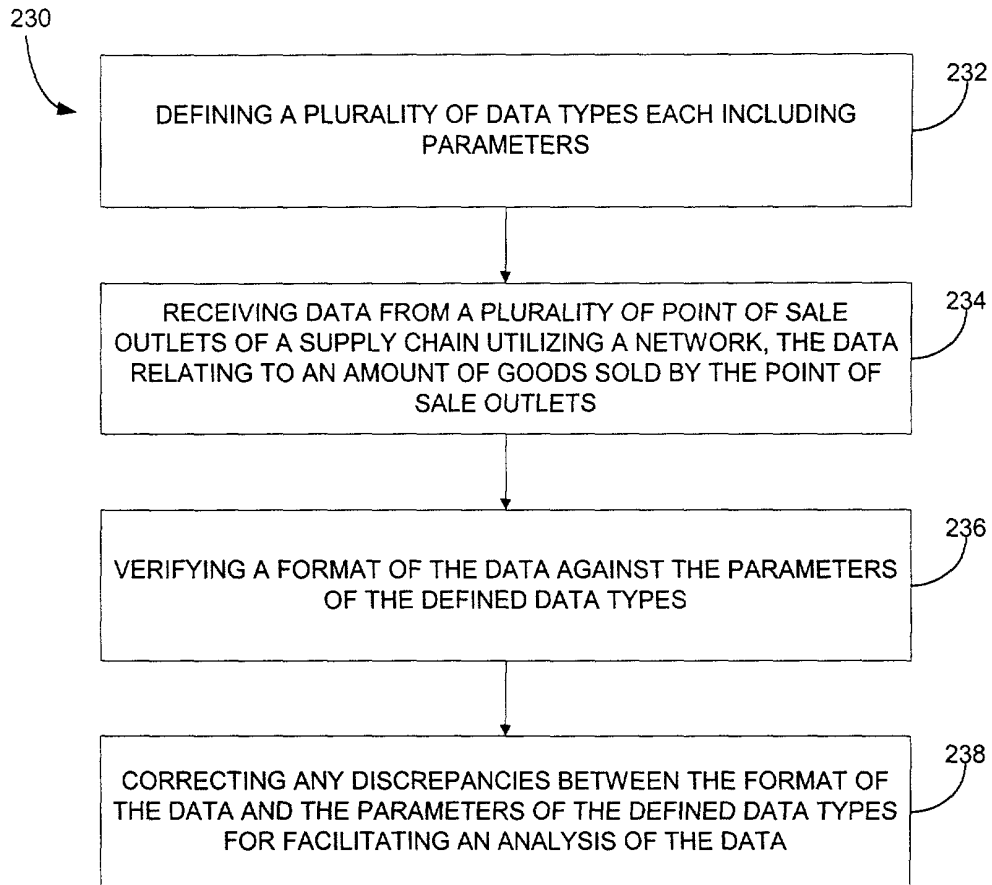 230
232
DEFINING A PLURALITY OF DATA TYPES EACH INCLUDING
PARAMETERS
234
RECEIVING DATA FROM A PLURALITY OF POINT OF SALE
OUTLETS OF A SUPPLY CHAIN UTILIZING A NETWORK, THE DATA
RELATING TO AN AMOUNT OF GOODS SOLD BY THE POINT OF
SALE OUTLETS
236
VERIFYING A FORMAT OF THE DATA AGAINST THE PARAMETERS
OF THE DEFINED DATA TYPES
238
CORRECTING ANY DISCREPANCIES BETWEEN THE FORMAT OF
THE DATA AND THE PARAMETERS OF THE DEFINED DATA TYPES
FOR FACILITATING AN ANALYSIS OF THE DATA